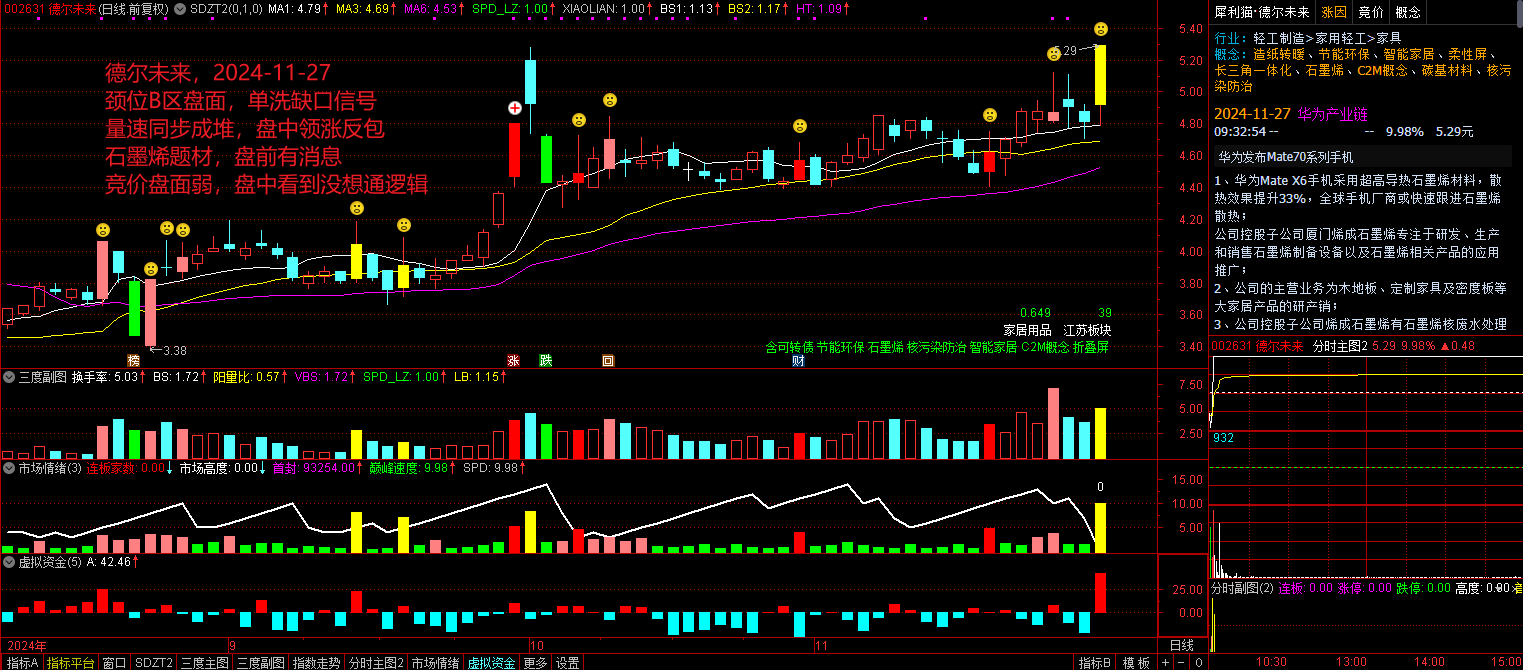 002631 德尔未来(日线.前复权) SDZT2(0,1,0) MA1: 4.79↑ MA3: 4.69↑ MA6: 4.53↑ SPD_LZ: 1.00↑ XIAOLIAN: 1.00↑ BS1: 1.13↑ BS2: 1.17↑ HT: 1.09↑
德尔未来，2024-11-27
颈位B区盘面，单洗缺口信号
量速同步成堆，盘中领涨反包
石墨烯题材，盘前有消息
竞价盘面弱，盘中看到没想通逻辑
5.29
3.38
0.649 39
家居用品 江苏板块
含可转债 节能环保 石墨烯 核污染防治 智能家居 C2M概念 折叠屏
榜 涨 跌 回 财
5.40
5.20
5.00
4.80
4.60
4.40
4.20
4.00
3.80
3.60
3.40
三度副图 换手率: 5.03↑ BS: 1.72↑ 阳量比: 0.57↑ VBS: 1.72↑ SPD_LZ: 1.00↑ LB: 1.15↑
7.50
5.00
2.50
市场情绪(3) 连板家数: 0.00↓ 市场高度: 0.00↓ 首封: 93254.00↑ 巅峰速度: 9.98↑ SPD: 9.98↑
0
15.00
10.00
5.00
虚拟资金(5) A: 42.46↑
25.00
0.00
2024年 9 10 11 日线
指标A 指标平台 窗口 SDZT2 三度主图 三度副图 指数走势 分时主图2 市场情绪 虚拟资金 更多 设置 指标B 模板 + − 0
犀利猫·德尔未来 涨因 竞价 概念
行业: 轻工制造>家用轻工>家具
概念: 造纸转暖、节能环保、智能家居、柔性屏、
长三角一体化、石墨烯、C2M概念、碳基材料、核污
染防治
2024-11-27 华为产业链
09:32:54 -- -- 9.98% 5.29元
华为发布Mate70系列手机
1、华为Mate X6手机采用超高导热石墨烯材料，散
热效果提升33%，全球手机厂商或快速跟进石墨烯
散热；
公司控股子公司厦门烯成石墨烯专注于研发、生产
和销售石墨烯制备设备以及石墨烯相关产品的应用
推广；
2、公司的主营业务为木地板、定制家具及密度板等
大家居产品的研产销；
3、公司控股子公司烯成石墨烯有石墨烯核废水处理
002631 德尔未来 分时主图2 5.29 9.98% ▲0.48
932
分时副图(2) 连板: 0.00 涨停: 0.00 跌停: 0.00 高度: 0.00
10:30 13:00 14:00 15:00